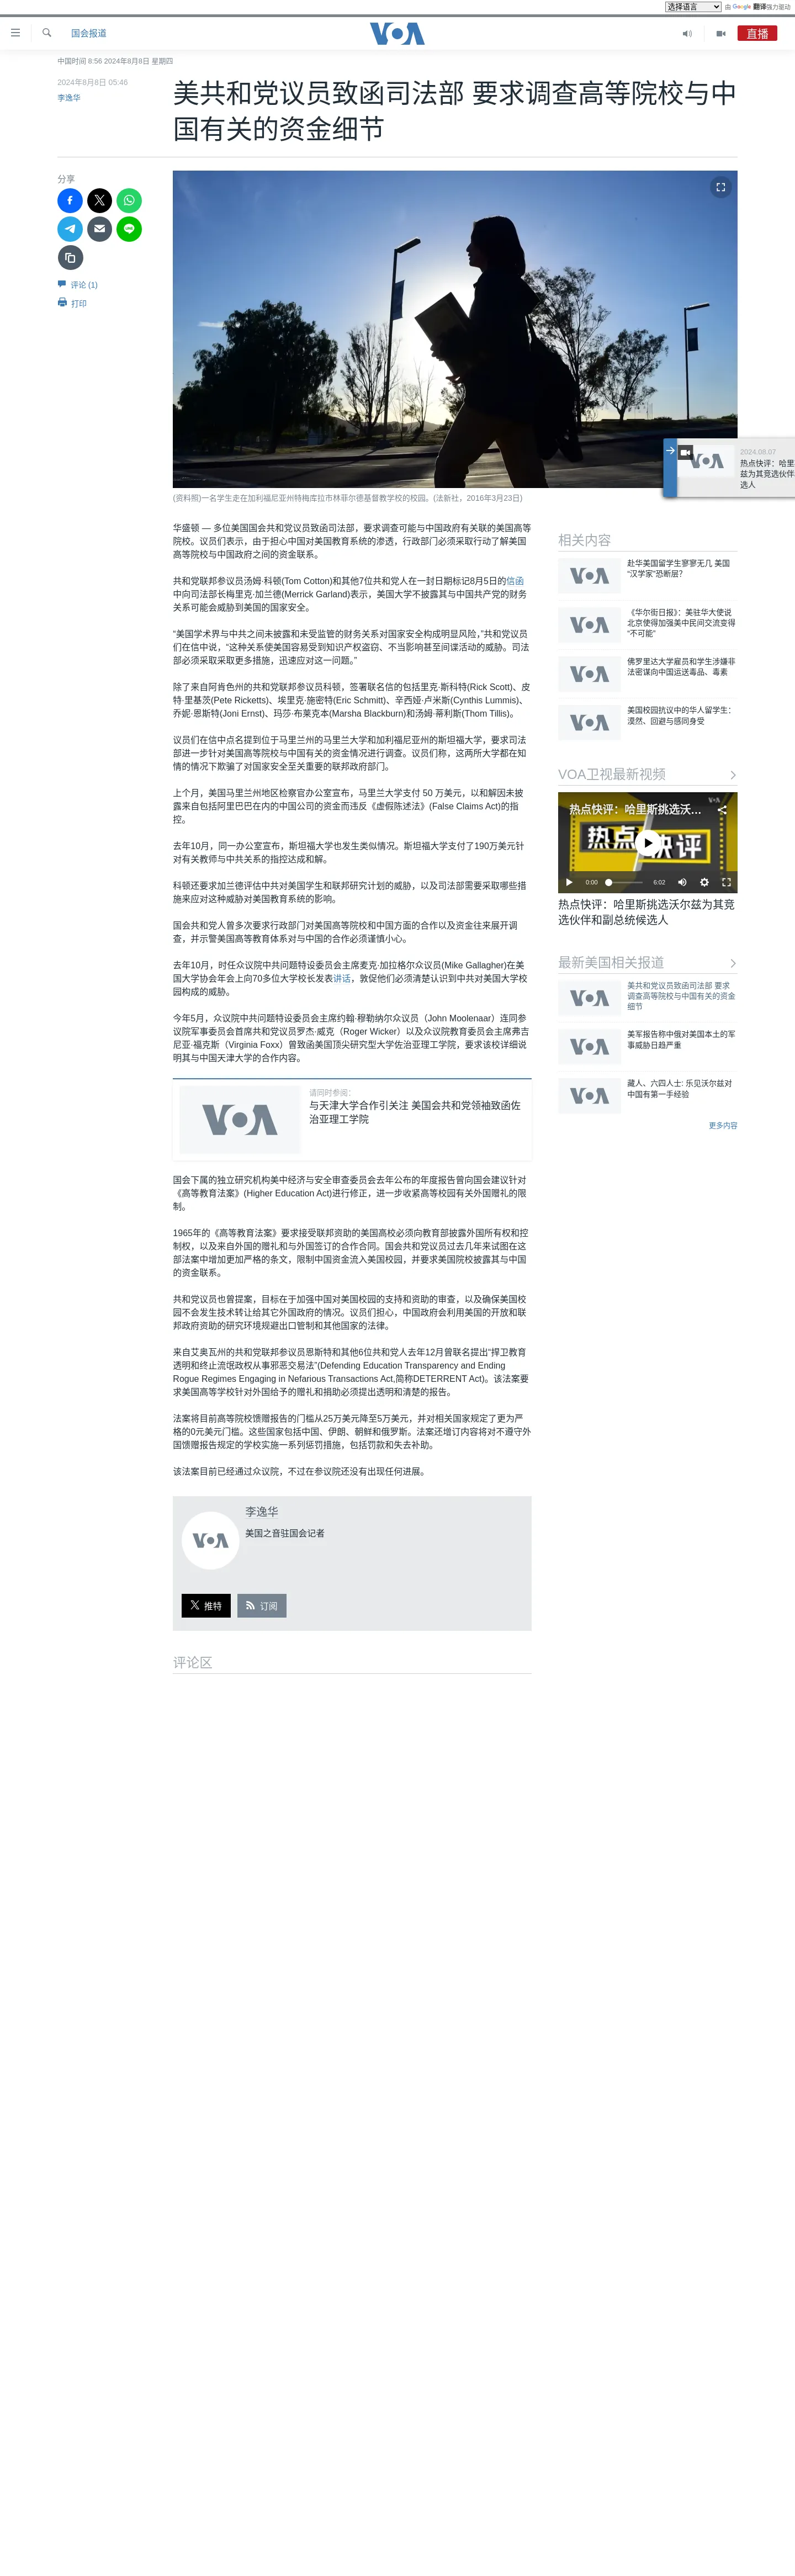 选择语言 由 Google 翻译强力驱动
国会报道 VOA 直播
中国时间 8:56 2024年8月8日 星期四
2024年8月8日 05:46
李逸华
美共和党议员致函司法部 要求调查高等院校与中
国有关的资金细节
分享
评论 (1)
打印
2024.08.07
热点快评：哈里
兹为其竞选伙伴
选人
(资料照)一名学生走在加利福尼亚州特梅库拉市林菲尔德基督教学校的校园。(法新社，2016年3月23日)
华盛顿 — 多位美国国会共和党议员致函司法部，要求调查可能与中国政府有关联的美国高等
院校。议员们表示，由于担心中国对美国教育系统的渗透，行政部门必须采取行动了解美国
高等院校与中国政府之间的资金联系。
共和党联邦参议员汤姆·科顿(Tom Cotton)和其他7位共和党人在一封日期标记8月5日的信函
中向司法部长梅里克·加兰德(Merrick Garland)表示，美国大学不披露其与中国共产党的财务
关系可能会威胁到美国的国家安全。
“美国学术界与中共之间未披露和未受监管的财务关系对国家安全构成明显风险，”共和党议员
们在信中说，“这种关系使美国容易受到知识产权盗窃、不当影响甚至间谍活动的威胁。司法
部必须采取采取更多措施，迅速应对这一问题。”
除了来自阿肯色州的共和党联邦参议员科顿，签署联名信的包括里克·斯科特(Rick Scott)、皮
特·里基茨(Pete Ricketts)、埃里克·施密特(Eric Schmitt)、辛西娅·卢米斯(Cynthis Lummis)、
乔妮·恩斯特(Joni Ernst)、玛莎·布莱克本(Marsha Blackburn)和汤姆·蒂利斯(Thom Tillis)。
议员们在信中点名提到位于马里兰州的马里兰大学和加利福尼亚州的斯坦福大学，要求司法
部进一步针对美国高等院校与中国有关的资金情况进行调查。议员们称，这两所大学都在知
情的情况下欺骗了对国家安全至关重要的联邦政府部门。
上个月，美国马里兰州地区检察官办公室宣布，马里兰大学支付 50 万美元，以和解因未披
露来自包括阿里巴巴在内的中国公司的资金而违反《虚假陈述法》(False Claims Act)的指
控。
去年10月，同一办公室宣布，斯坦福大学也发生类似情况。斯坦福大学支付了190万美元针
对有关教师与中共关系的指控达成和解。
科顿还要求加兰德评估中共对美国学生和联邦研究计划的威胁，以及司法部需要采取哪些措
施来应对这种威胁对美国教育系统的影响。
国会共和党人曾多次要求行政部门对美国高等院校和中国方面的合作以及资金往来展开调
查，并示警美国高等教育体系对与中国的合作必须谨慎小心。
去年10月，时任众议院中共问题特设委员会主席麦克·加拉格尔众议员(Mike Gallagher)在美
国大学协会年会上向70多位大学校长发表讲话，敦促他们必须清楚认识到中共对美国大学校
园构成的威胁。
今年5月，众议院中共问题特设委员会主席约翰·穆勒纳尔众议员（John Moolenaar）连同参
议院军事委员会首席共和党议员罗杰·威克（Roger Wicker）以及众议院教育委员会主席弗吉
尼亚·福克斯（Virginia Foxx）曾致函美国顶尖研究型大学佐治亚理工学院，要求该校详细说
明其与中国天津大学的合作内容。
请同时参阅：
VOA
与天津大学合作引关注 美国会共和党领袖致函佐
治亚理工学院
国会下属的独立研究机构美中经济与安全审查委员会去年公布的年度报告曾向国会建议针对
《高等教育法案》(Higher Education Act)进行修正，进一步收紧高等校园有关外国赠礼的限
制。
1965年的《高等教育法案》要求接受联邦资助的美国高校必须向教育部披露外国所有权和控
制权，以及来自外国的赠礼和与外国签订的合作合同。国会共和党议员过去几年来试图在这
部法案中增加更加严格的条文，限制中国资金流入美国校园，并要求美国院校披露其与中国
的资金联系。
共和党议员也曾提案，目标在于加强中国对美国校园的支持和资助的审查，以及确保美国校
园不会发生技术转让给其它外国政府的情况。议员们担心，中国政府会利用美国的开放和联
邦政府资助的研究环境规避出口管制和其他国家的法律。
来自艾奥瓦州的共和党联邦参议员恩斯特和其他6位共和党人去年12月曾联名提出“捍卫教育
透明和终止流氓政权从事邪恶交易法”(Defending Education Transparency and Ending
Rogue Regimes Engaging in Nefarious Transactions Act,简称DETERRENT Act)。该法案要
求美国高等学校针对外国给予的赠礼和捐助必须提出透明和清楚的报告。
法案将目前高等院校馈赠报告的门槛从25万美元降至5万美元，并对相关国家规定了更为严
格的0元美元门槛。这些国家包括中国、伊朗、朝鲜和俄罗斯。法案还增订内容将对不遵守外
国馈赠报告规定的学校实施一系列惩罚措施，包括罚款和失去补助。
该法案目前已经通过众议院，不过在参议院还没有出现任何进展。
VOA
李逸华
美国之音驻国会记者
推特 订阅
评论区
相关内容
VOA
赴华美国留学生寥寥无几 美国
“汉学家”恐断层？
VOA
《华尔街日报》：美驻华大使说
北京使得加强美中民间交流变得
“不可能”
VOA
佛罗里达大学雇员和学生涉嫌非
法密谋向中国运送毒品、毒素
VOA
美国校园抗议中的华人留学生：
漠然、回避与感同身受
VOA卫视最新视频
热点快评：哈里斯挑选沃... VOA
热点快评
0:00 6:02
热点快评：哈里斯挑选沃尔兹为其竞
选伙伴和副总统候选人
最新美国相关报道
VOA
美共和党议员致函司法部 要求
调查高等院校与中国有关的资金
细节
VOA
美军报告称中俄对美国本土的军
事威胁日趋严重
VOA
藏人、六四人士: 乐见沃尔兹对
中国有第一手经验
更多内容